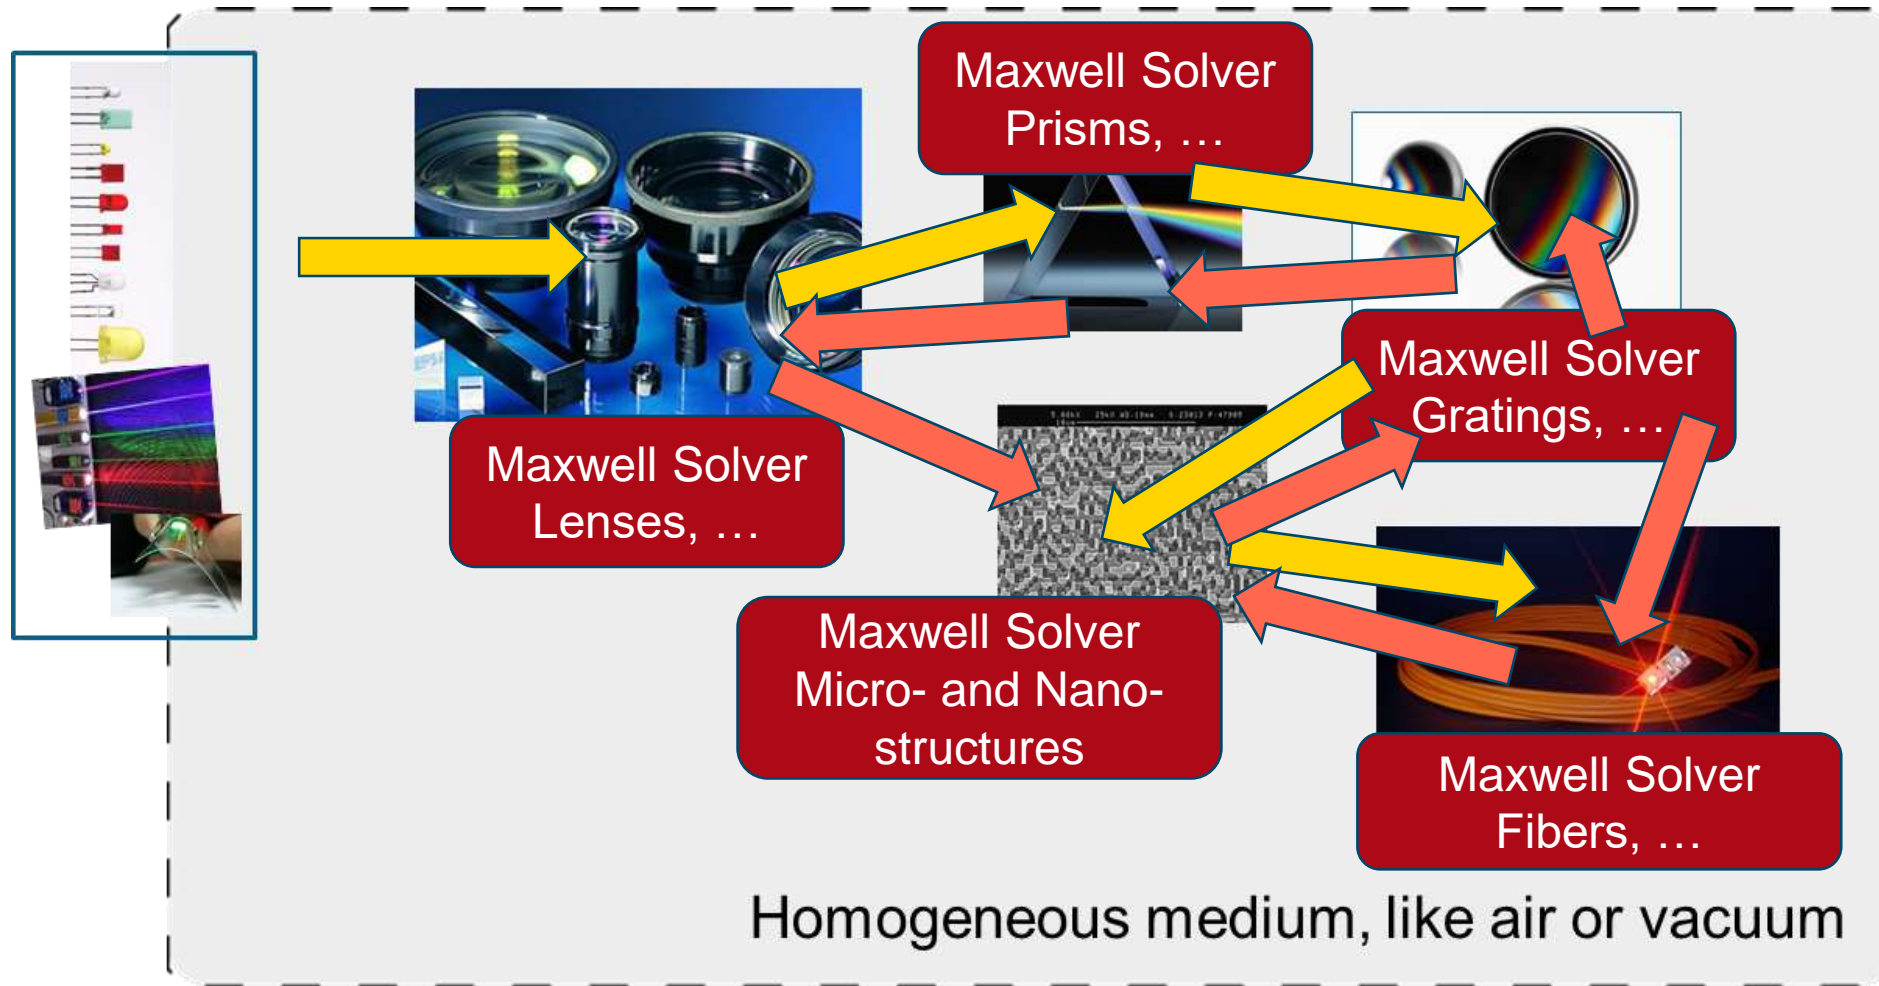 Maxwell Solver
Prisms, …
Maxwell Solver
Gratings, …
Maxwell Solver
Lenses, …
Maxwell Solver
Micro- and Nano-
structures
Maxwell Solver
Fibers, …
Homogeneous medium, like air or vacuum